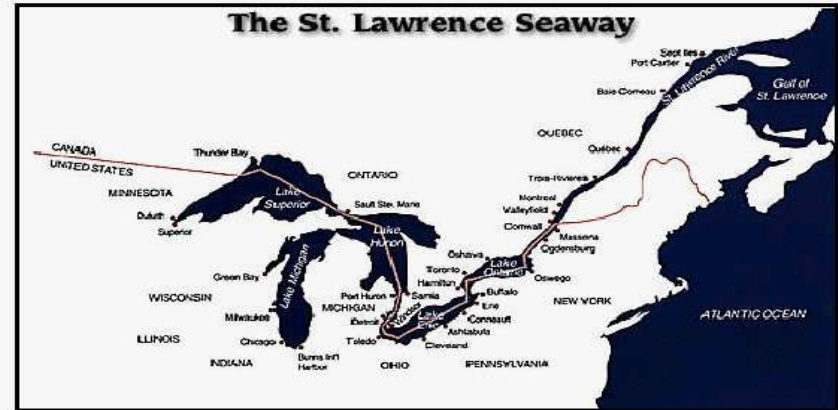 The St. Lawrence Seaway
Sept Iles
Port Cartier
St. Lawrence River
Gulf of
St. Lawrence
Baie Comeau
QUEBEC
Québec
CANADA
UNITED STATES
Thunder Bay
ONTARIO
Trois-Rivieres
MINNESOTA
Lake
Superior
Sault Ste. Marie
Montreal
Valleyfield
Duluth
Superior
Cornwall
Massena
Ogdensburg
Lake
Huron
Oshawa
Lake
Ontario
Toronto
Oswego
Green Bay
Lake Michigan
Hamilton
Buffalo
WISCONSIN
Port Huron
Sarnia
Erie
NEW YORK
MICHIGAN
Windsor
Lake
Erie
Conneaut
Milwaukee
Detroit
Ashtabula
ATLANTIC OCEAN
ILLINOIS
Chicago
Toledo
Cleveland
INDIANA
Burns Int'l
Harbor
OHIO
PENNSYLVANIA